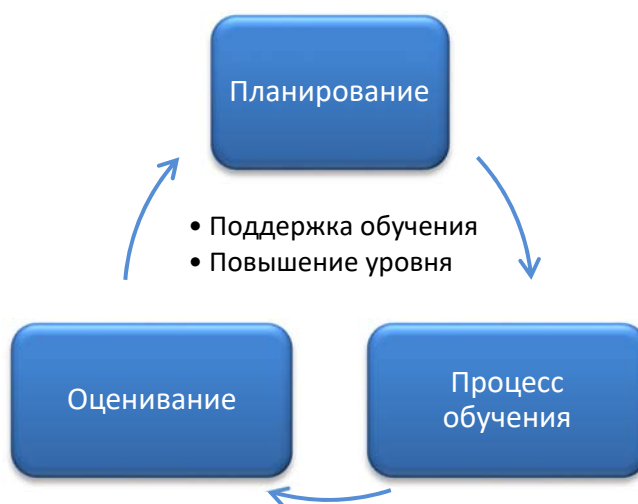 Планирование
• Поддержка обучения
• Повышение уровня
Оценивание
Процесс
обучения